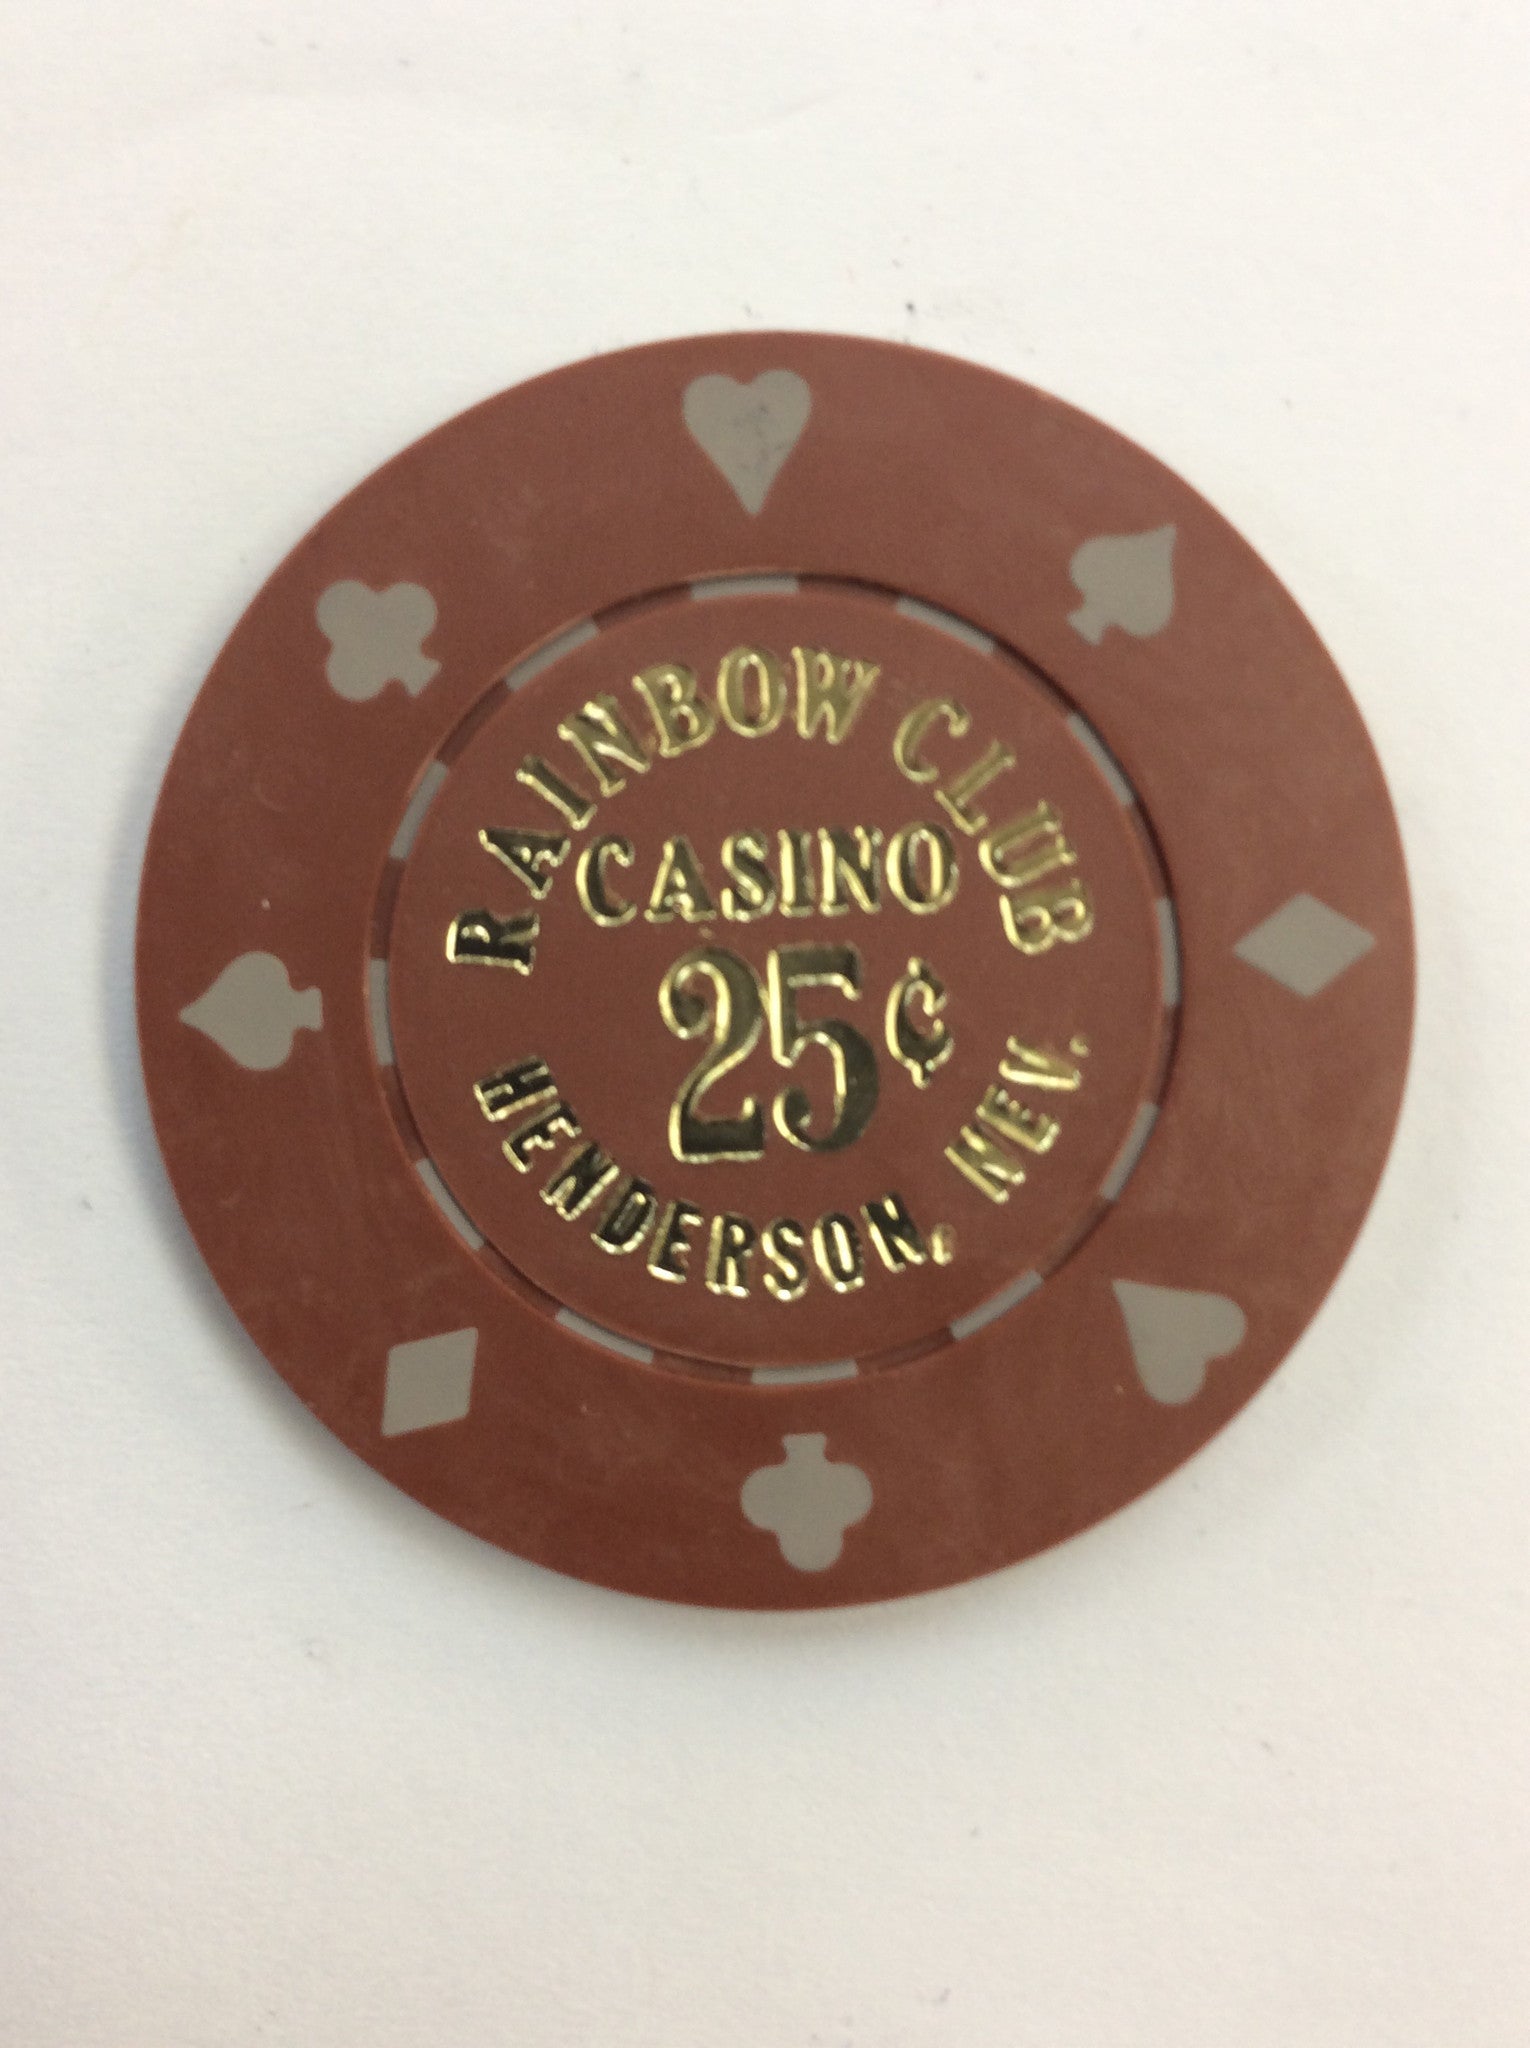 RAINBOW CLUB
CASINO
25¢
HENDERSON, NEV.